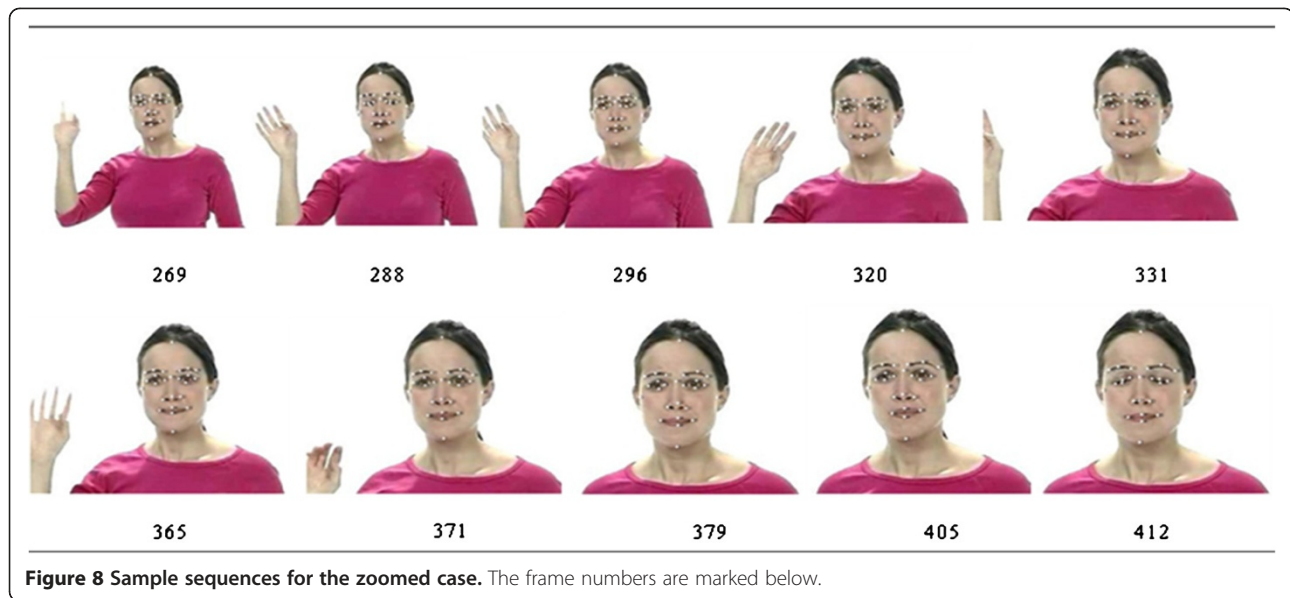 269 288 296 320 331
365 371 379 405 412
Figure 8 Sample sequences for the zoomed case. The frame numbers are marked below.